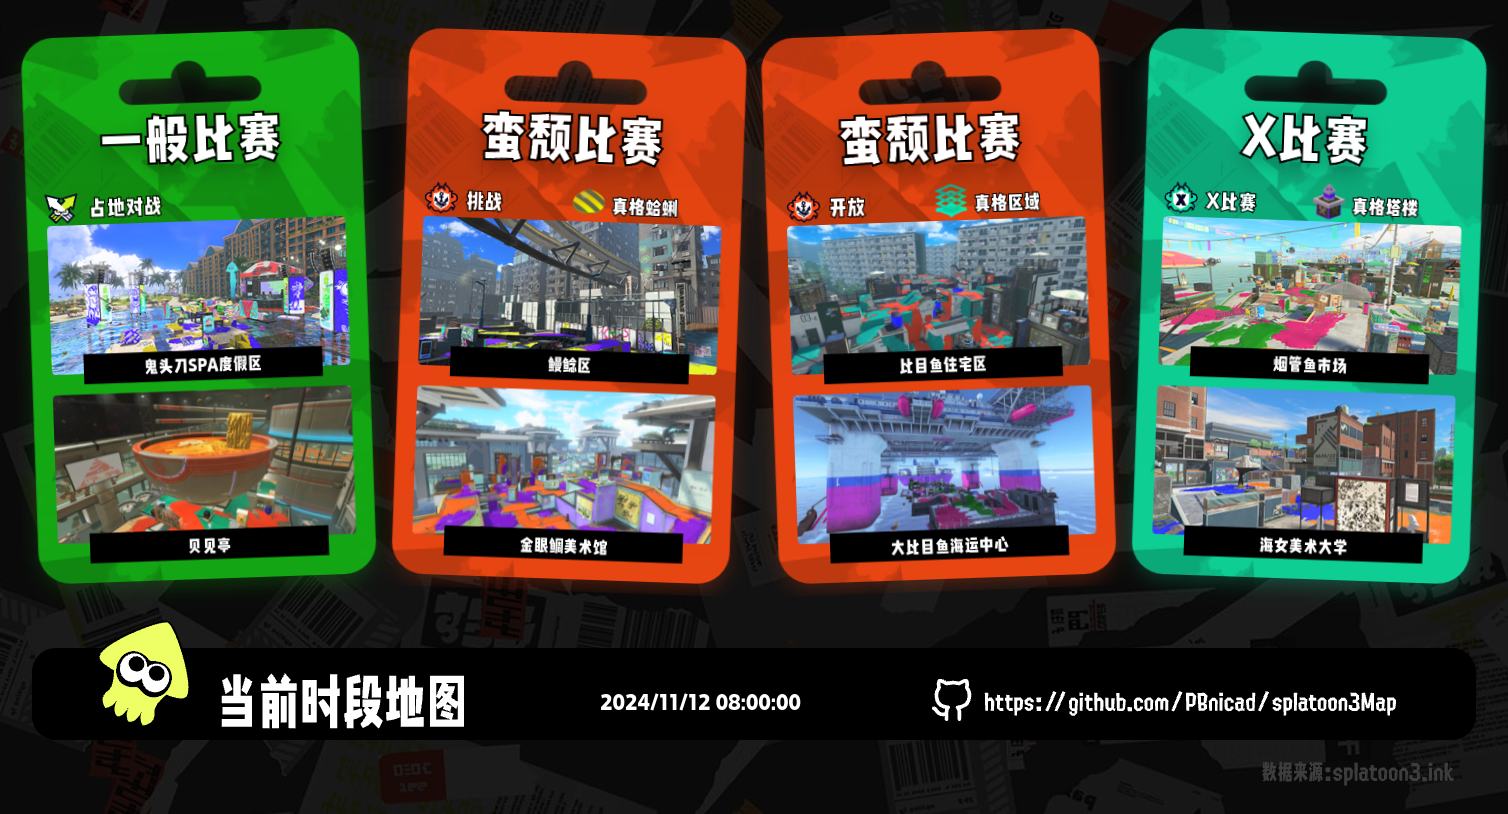 一般比赛
占地对战
鬼头刀SPA度假区
贝见亭
蛮颓比赛
挑战
真格蛤蜊
鳗鲶区
金眼鲷美术馆
蛮颓比赛
开放
真格区域
比目鱼住宅区
大比目鱼海运中心
X比赛
X比赛
真格塔楼
烟管鱼市场
海女美术大学
当前时段地图
2024/11/12 08:00:00
https://github.com/PBnicad/splatoon3Map
数据来源:splatoon3.ink